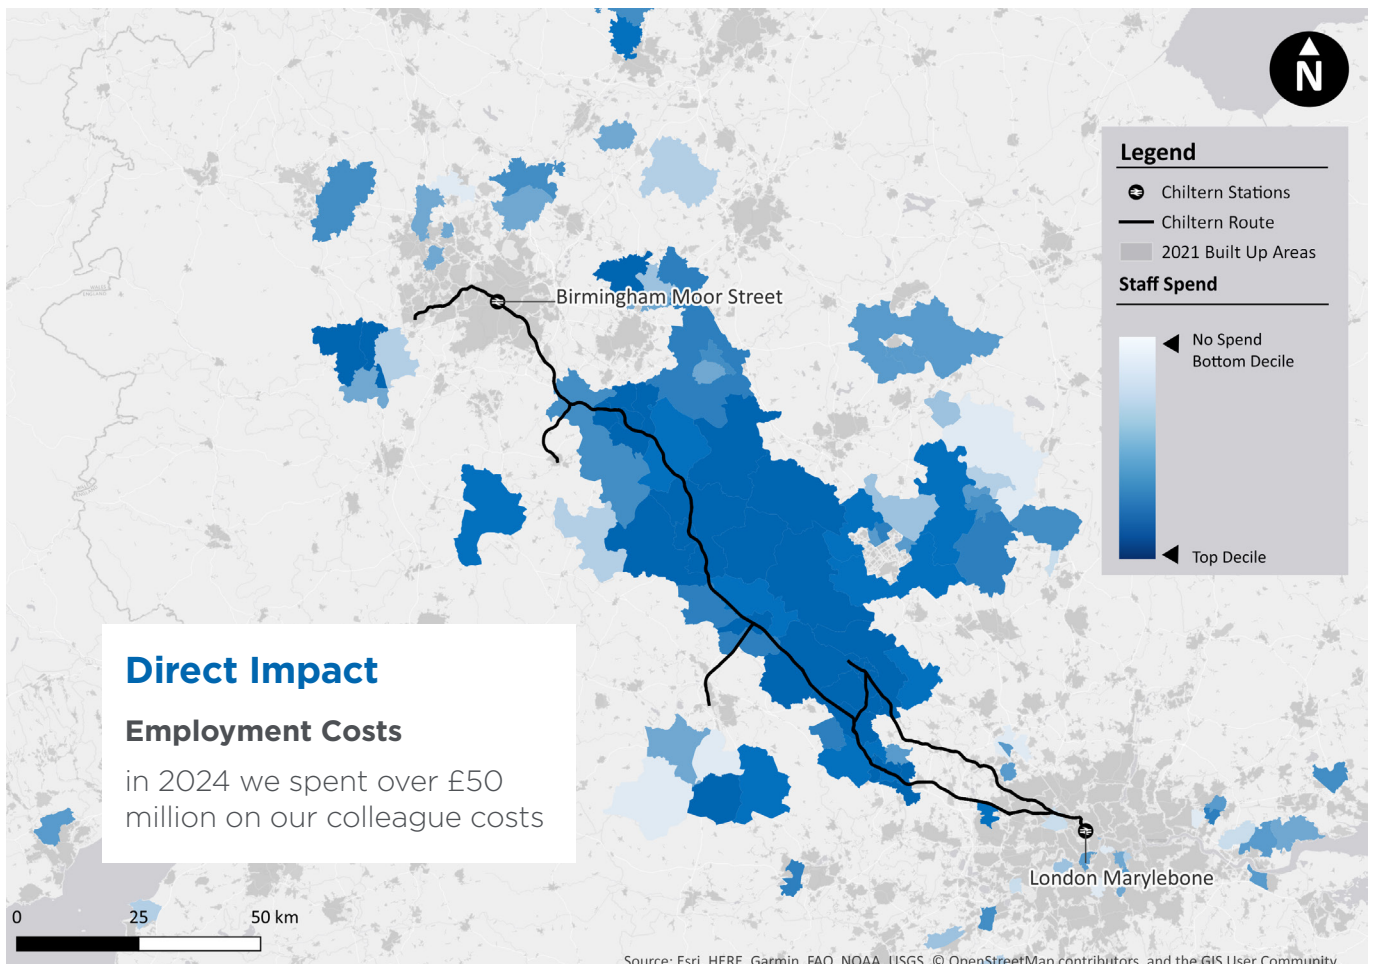 N
Legend
Chiltern Stations
Chiltern Route
2021 Built Up Areas
Staff Spend
No Spend
Bottom Decile
Top Decile
Birmingham Moor Street
Direct Impact
Employment Costs
in 2024 we spent over £50
million on our colleague costs
London Marylebone
0 25 50 km
Source: Esri, HERE, Garmin, FAO, NOAA, USGS, © OpenStreetMap contributors, and the GIS User Community